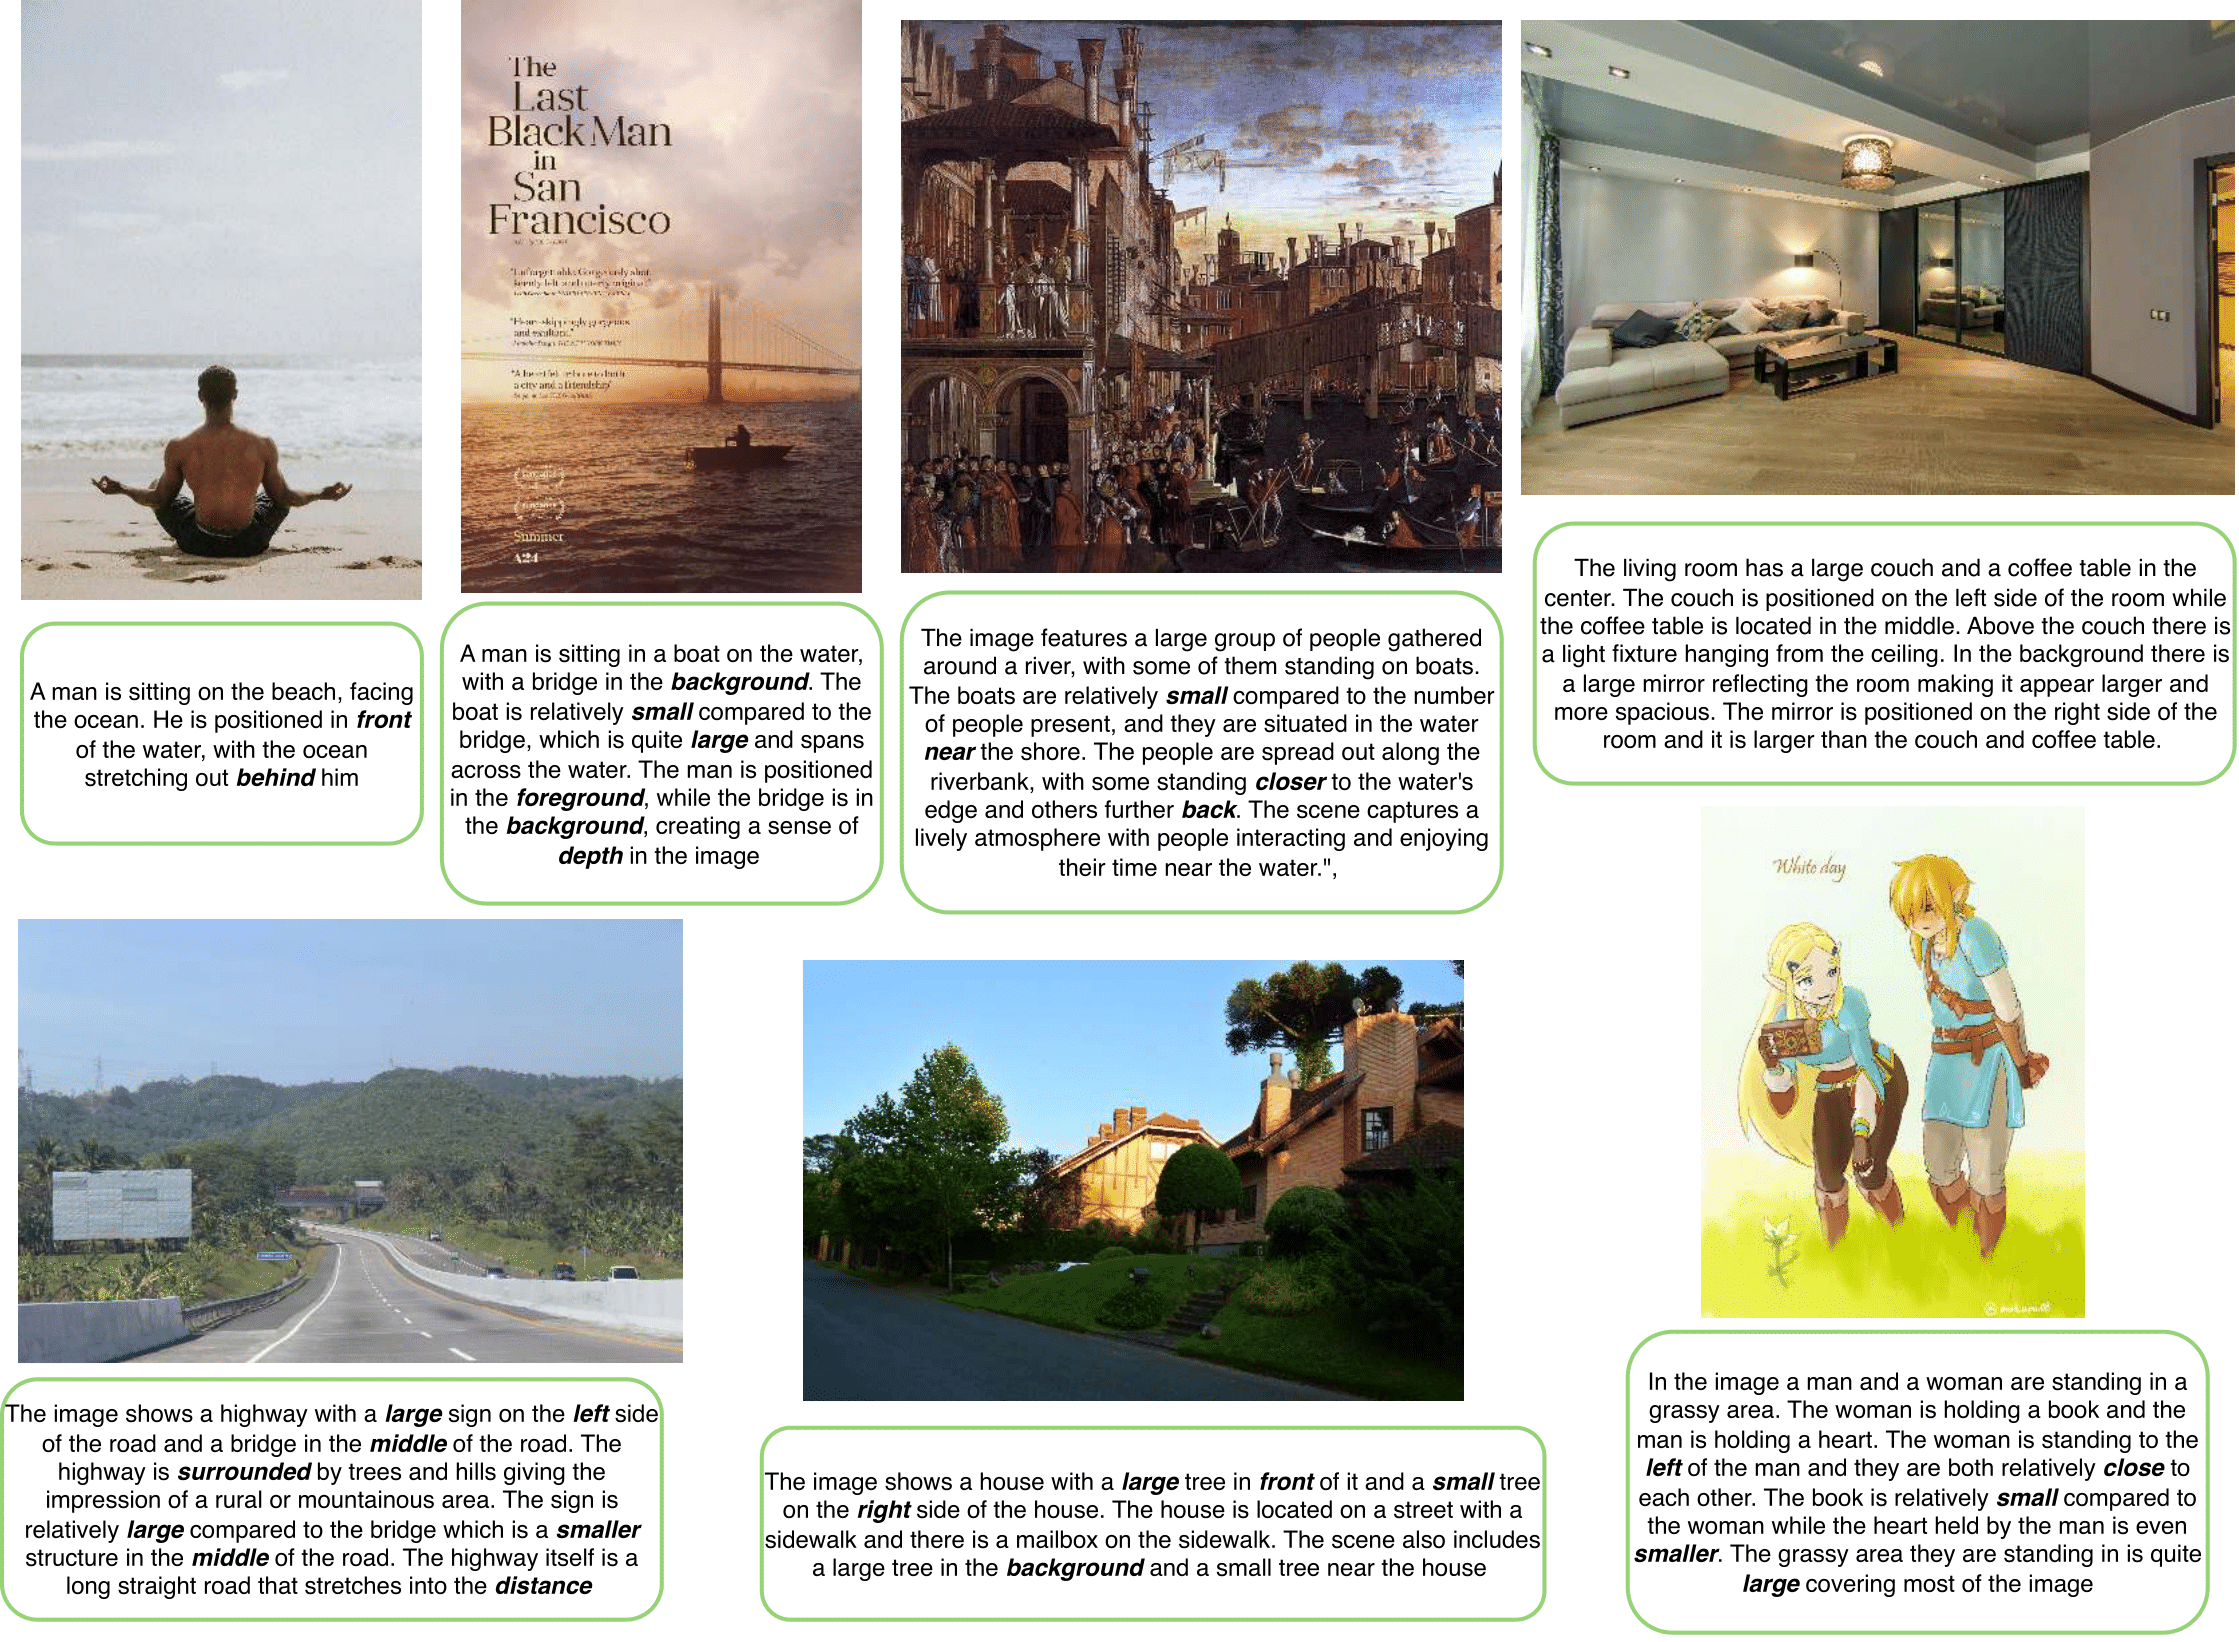 The
Last
Black Man
in
San
Francisco
"Unforgettable. Gorgeously shot,
keenly felt and utterly original."
"Heart-skippingly gorgeous
and exultant."
"A heartfelt tribute to both
a city and a friendship"
sundance
Summer
A24
A man is sitting on the beach, facing
the ocean. He is positioned in front
of the water, with the ocean
stretching out behind him
A man is sitting in a boat on the water,
with a bridge in the background. The
boat is relatively small compared to the
bridge, which is quite large and spans
across the water. The man is positioned
in the foreground, while the bridge is in
the background, creating a sense of
depth in the image
The image features a large group of people gathered
around a river, with some of them standing on boats.
The boats are relatively small compared to the number
of people present, and they are situated in the water
near the shore. The people are spread out along the
riverbank, with some standing closer to the water's
edge and others further back. The scene captures a
lively atmosphere with people interacting and enjoying
their time near the water.",
The living room has a large couch and a coffee table in the
center. The couch is positioned on the left side of the room while
the coffee table is located in the middle. Above the couch there is
a light fixture hanging from the ceiling. In the background there is
a large mirror reflecting the room making it appear larger and
more spacious. The mirror is positioned on the right side of the
room and it is larger than the couch and coffee table.
White day
The image shows a highway with a large sign on the left side
of the road and a bridge in the middle of the road. The
highway is surrounded by trees and hills giving the
impression of a rural or mountainous area. The sign is
relatively large compared to the bridge which is a smaller
structure in the middle of the road. The highway itself is a
long straight road that stretches into the distance
The image shows a house with a large tree in front of it and a small tree
on the right side of the house. The house is located on a street with a
sidewalk and there is a mailbox on the sidewalk. The scene also includes
a large tree in the background and a small tree near the house
In the image a man and a woman are standing in a
grassy area. The woman is holding a book and the
man is holding a heart. The woman is standing to the
left of the man and they are both relatively close to
each other. The book is relatively small compared to
the woman while the heart held by the man is even
smaller. The grassy area they are standing in is quite
large covering most of the image